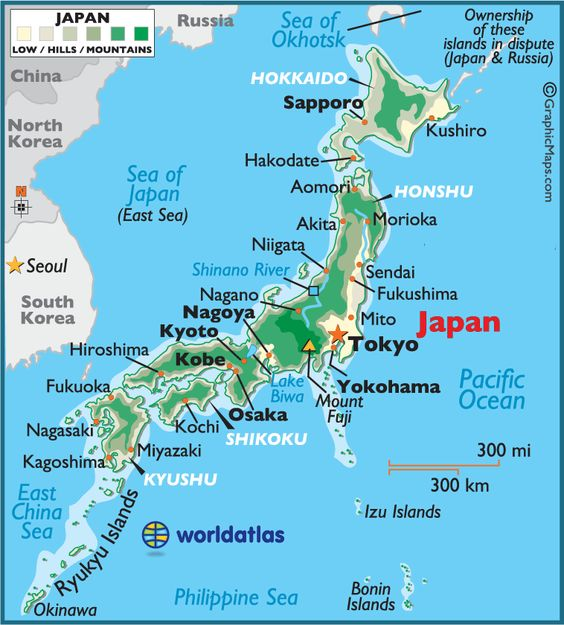 JAPAN
LOW / HILLS / MOUNTAINS
Russia
Sea of
Okhotsk
Ownership
of these
islands in dispute
(Japan & Russia)
China
HOKKAIDO
Sapporo
Kushiro
©GraphicMaps.com
North
Korea
Hakodate
Sea of
Japan
(East Sea)
Aomori
HONSHU
N
Akita
Morioka
Niigata
Seoul
Shinano River
Sendai
Nagano
Fukushima
South
Korea
Nagoya
Mito
Japan
Kyoto
Tokyo
Hiroshima
Kobe
Lake
Biwa
Yokohama
Mount
Fuji
Pacific
Ocean
Fukuoka
Osaka
Nagasaki
Kochi
SHIKOKU
Kagoshima
Miyazaki
KYUSHU
300 mi
300 km
East
China
Sea
Ryukyu Islands
Izu Islands
worldatlas
Okinawa
Philippine Sea
Bonin
Islands